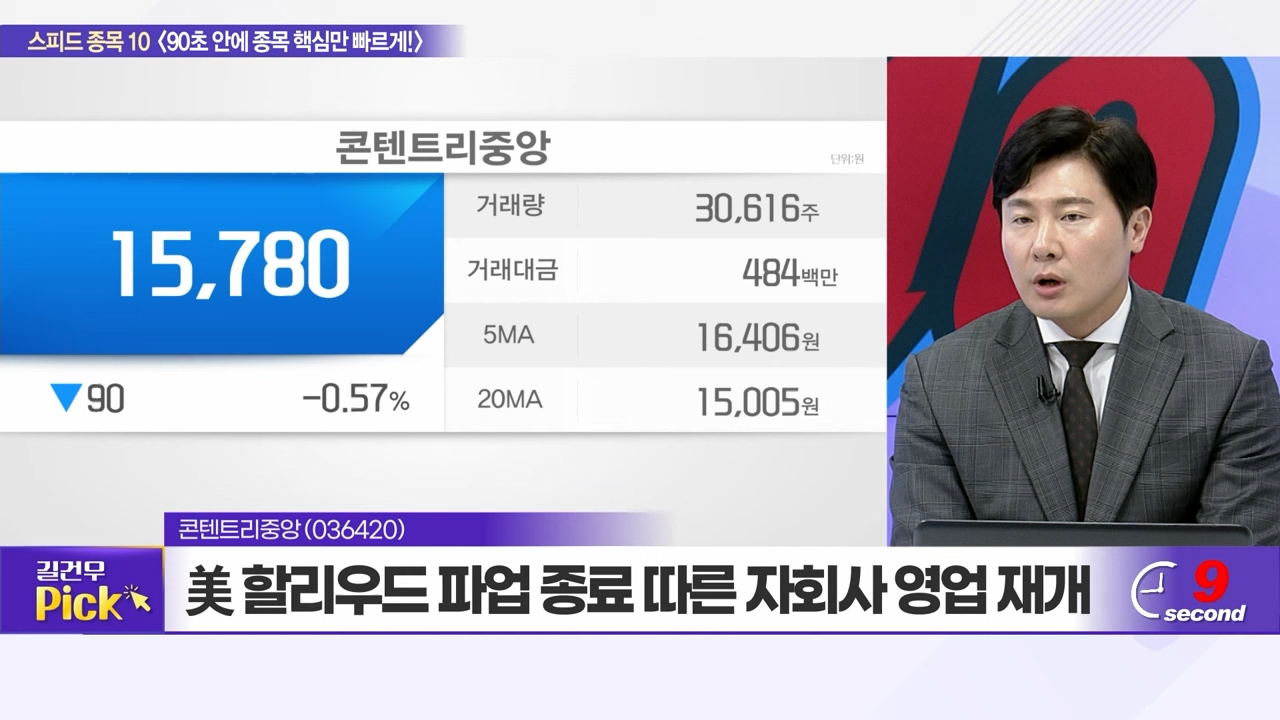 스피드 종목 10 〈90초 안에 종목 핵심만 빠르게!〉
콘텐트리중앙
단위:원
15,780
▼90 -0.57%
거래량 30,616주
거래대금 484백만
5MA 16,406원
20MA 15,005원
콘텐트리중앙(036420)
길건무
Pick
美 할리우드 파업 종료 따른 자회사 영업 재개
9
second